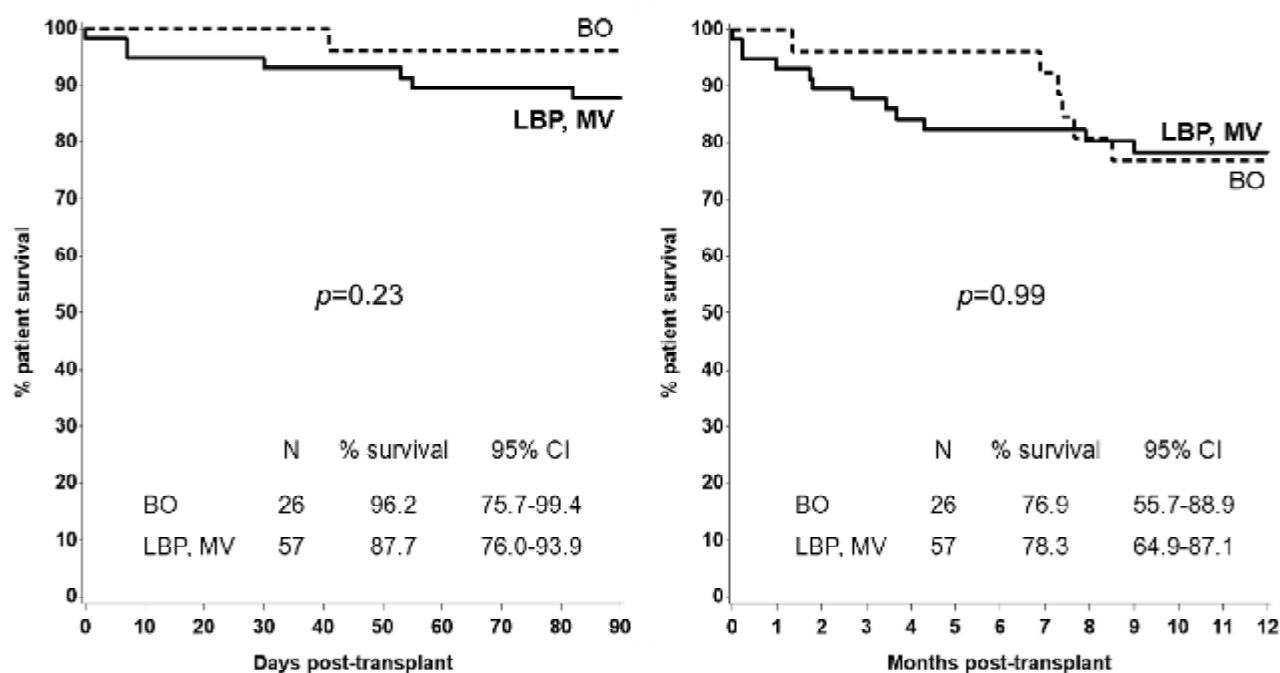 100
90
80
70
60
50
40
30
20
10
0
% patient survival
BO
LBP, MV
p=0.23
N % survival 95% CI
BO 26 96.2 75.7-99.4
LBP, MV 57 87.7 76.0-93.9
0 10 20 30 40 50 60 70 80 90
Days post-transplant
100
90
80
70
60
50
40
30
20
10
0
% patient survival
LBP, MV
BO
p=0.99
N % survival 95% CI
BO 26 76.9 55.7-88.9
LBP, MV 57 78.3 64.9-87.1
0 1 2 3 4 5 6 7 8 9 10 11 12
Months post-transplant